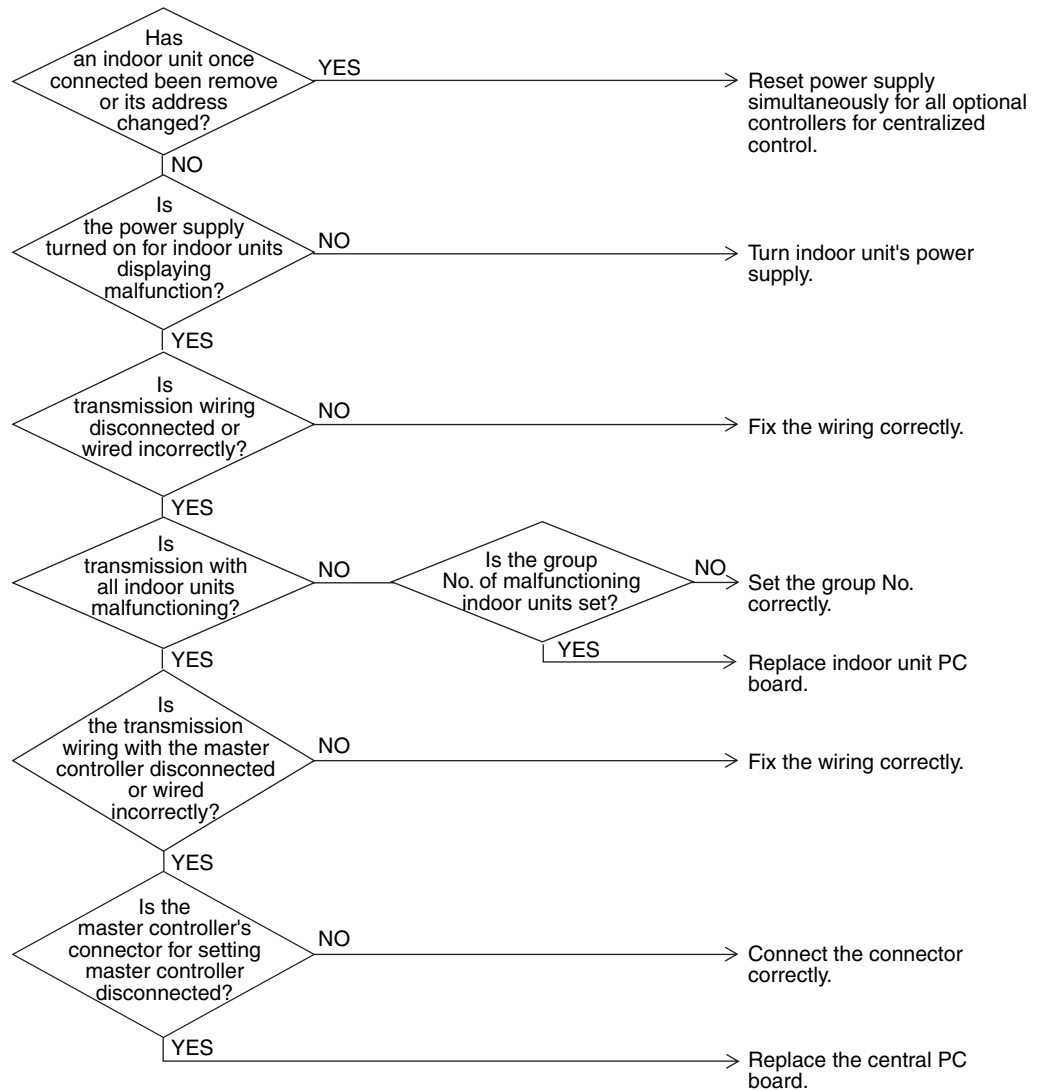 Has
an indoor unit once
connected been remove
or its address
changed?
YES
Reset power supply
simultaneously for all optional
controllers for centralized
control.
NO
Is
the power supply
turned on for indoor units
displaying
malfunction?
NO
Turn indoor unit's power
supply.
YES
Is
transmission wiring
disconnected or
wired incorrectly?
NO
Fix the wiring correctly.
YES
Is
transmission with
all indoor units
malfunctioning?
NO
Is the group
No. of malfunctioning
indoor units set?
NO
Set the group No.
correctly.
YES
Replace indoor unit PC
board.
YES
Is
the transmission
wiring with the master
controller disconnected
or wired
incorrectly?
NO
Fix the wiring correctly.
YES
Is the
master controller's
connector for setting
master controller
disconnected?
NO
Connect the connector
correctly.
YES
Replace the central PC
board.